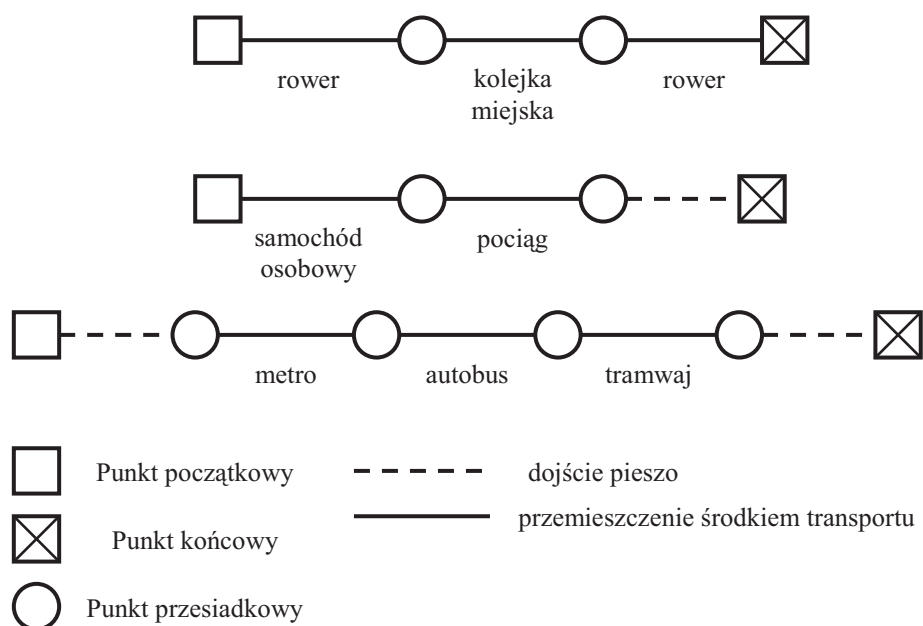 rower
kolejka
miejska
rower
samochód
osobowy
pociąg
metro
autobus
tramwaj
Punkt początkowy
dojście pieszo
przemieszczenie środkiem transportu
Punkt końcowy
Punkt przesiadkowy